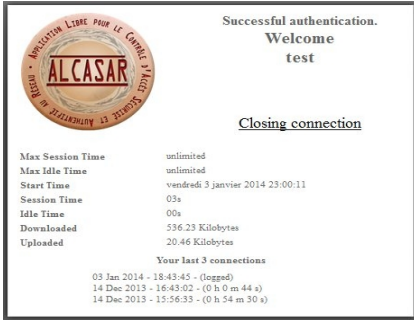 APPLICATION LIBRE POUR LE CONTRÔLE D'ACCÈS SÉCURISÉ ET AUTHENTIFIÉ AU RÉSEAU
ALCASAR
Successful authentication.
Welcome
test
Closing connection
Max Session Time unlimited
Max Idle Time unlimited
Start Time vendredi 3 janvier 2014 23:00:11
Session Time 03s
Idle Time 00s
Downloaded 536.23 Kilobytes
Uploaded 20.46 Kilobytes
Your last 3 connections
03 Jan 2014 - 18:43:45 - (logged)
14 Dec 2013 - 16:43:02 - (0 h 0 m 44 s)
14 Dec 2013 - 15:56:33 - (0 h 54 m 30 s)